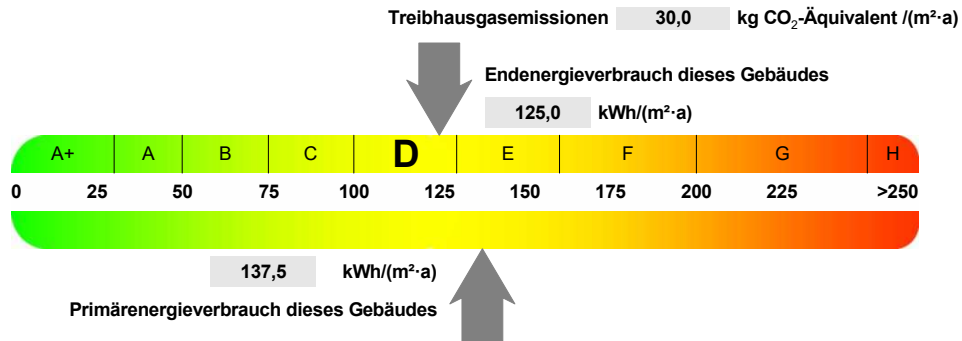 Treibhausgasemissionen 30,0 kg CO₂-Äquivalent /(m²·a)
Endenergieverbrauch dieses Gebäudes
125,0 kWh/(m²·a)
A+ A B C D E F G H
0 25 50 75 100 125 150 175 200 225 >250
137,5 kWh/(m²·a)
Primärenergieverbrauch dieses Gebäudes